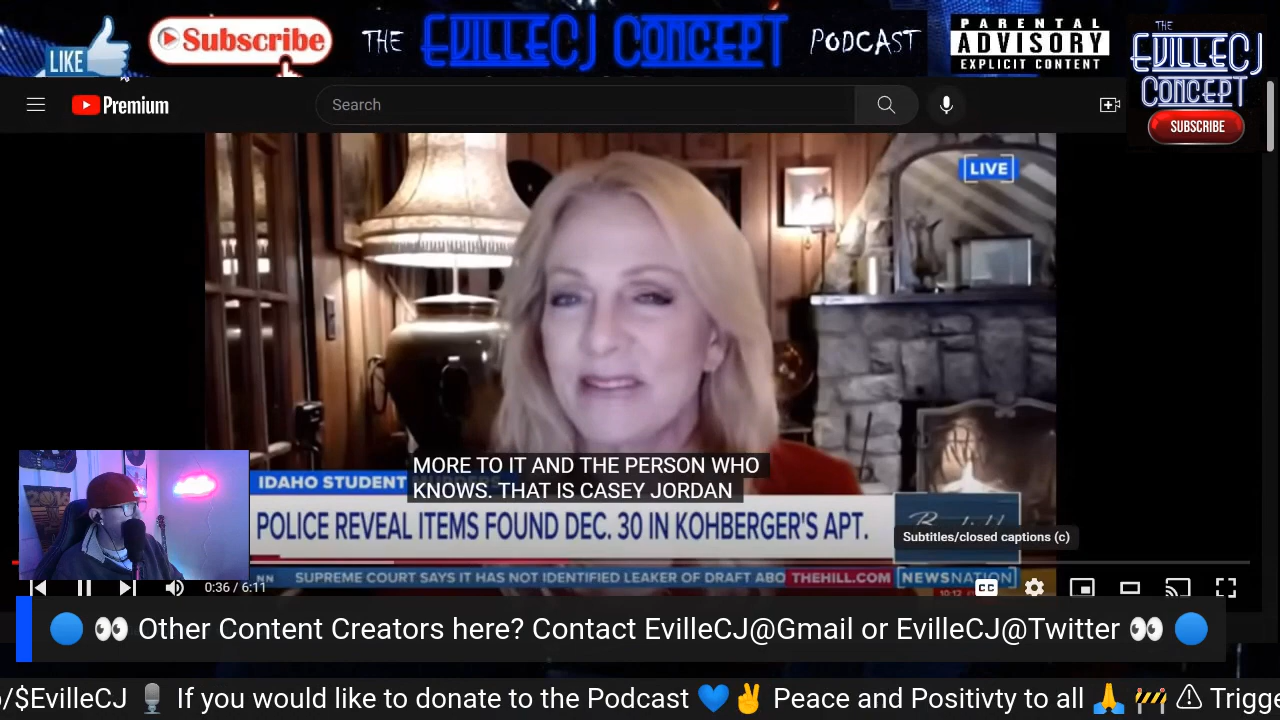 LIKE
Subscribe
THE EVILLECJ CONCEPT PODCAST
PARENTAL
ADVISORY
EXPLICIT CONTENT
THE
EVILLECJ
CONCEPT
SUBSCRIBE
Premium
Search
LIVE
2016
MORE TO IT AND THE PERSON WHO
KNOWS. THAT IS CASEY JORDAN
IDAHO STUDENT
POLICE REVEAL ITEMS FOUND DEC. 30 IN KOHBERGER'S APT.
Subtitles/closed captions (c)
0:36 / 6:11
SUPREME COURT SAYS IT HAS NOT IDENTIFIED LEAKER OF DRAFT ABO
THEHILL.COM
NEWSNATION
CC
10:12
🔵 👀 Other Content Creators here? Contact EvilleCJ@Gmail or EvilleCJ@Twitter 👀 🔵
/$EvilleCJ 🎙️ If you would like to donate to the Podcast 💙✌️ Peace and Positivty to all 🙏 🚧 ⚠ Trigge